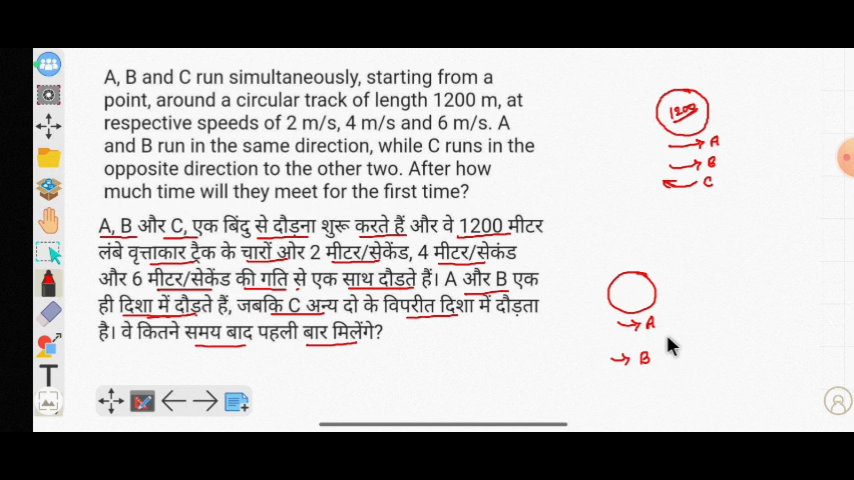 A, B and C run simultaneously, starting from a
point, around a circular track of length 1200 m, at
respective speeds of 2 m/s, 4 m/s and 6 m/s. A
and B run in the same direction, while C runs in the
opposite direction to the other two. After how
much time will they meet for the first time?
A, B और C, एक बिंदु से दौड़ना शुरू करते हैं और वे 1200 मीटर
लंबे वृत्ताकार ट्रैक के चारों ओर 2 मीटर/सेकेंड, 4 मीटर/सेकंड
और 6 मीटर/सेकेंड की गति से एक साथ दौडते हैं। A और B एक
ही दिशा में दौड़ते हैं, जबकि C अन्य दो के विपरीत दिशा में दौड़ता
है। वे कितने समय बाद पहली बार मिलेंगे?
1200
A
B
C
A
B
T